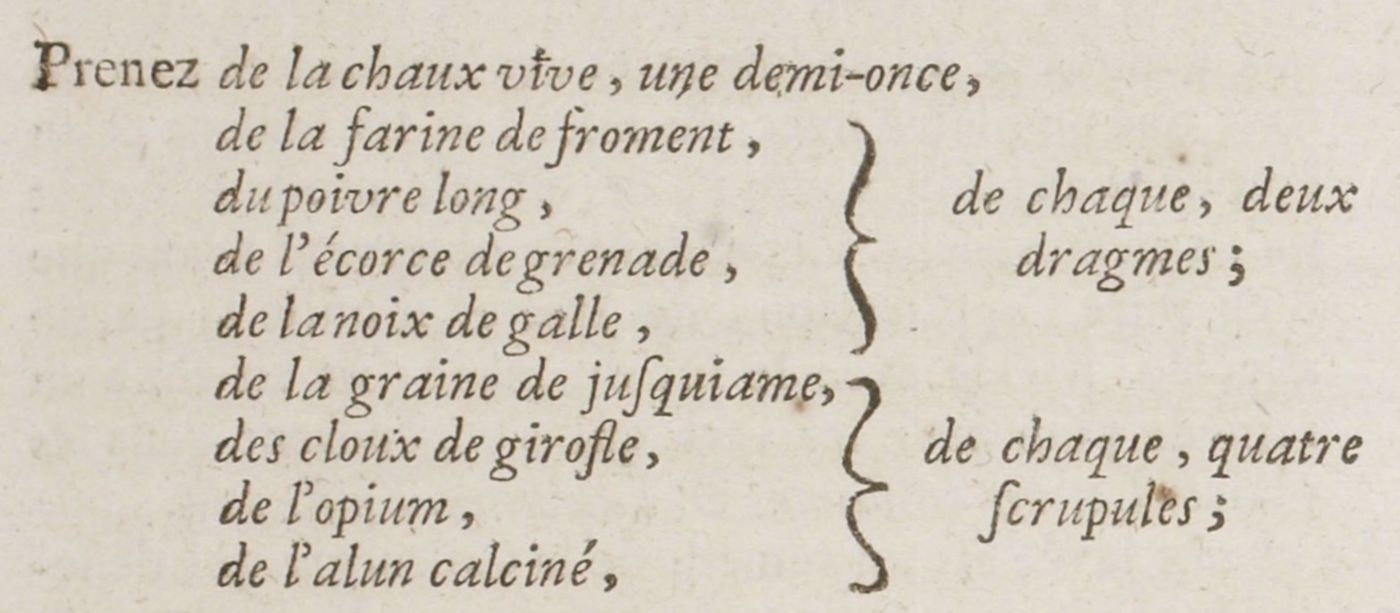 Prenez de la chaux vive, une demi-once,
de la farine de froment,
du poivre long,
de l'écorce de grenade,
de la noix de galle,
de chaque, deux
dragmes;
de la graine de juſquiame,
des cloux de girofle,
de l'opium,
de l'alun calciné,
de chaque, quatre
ſcrupules;